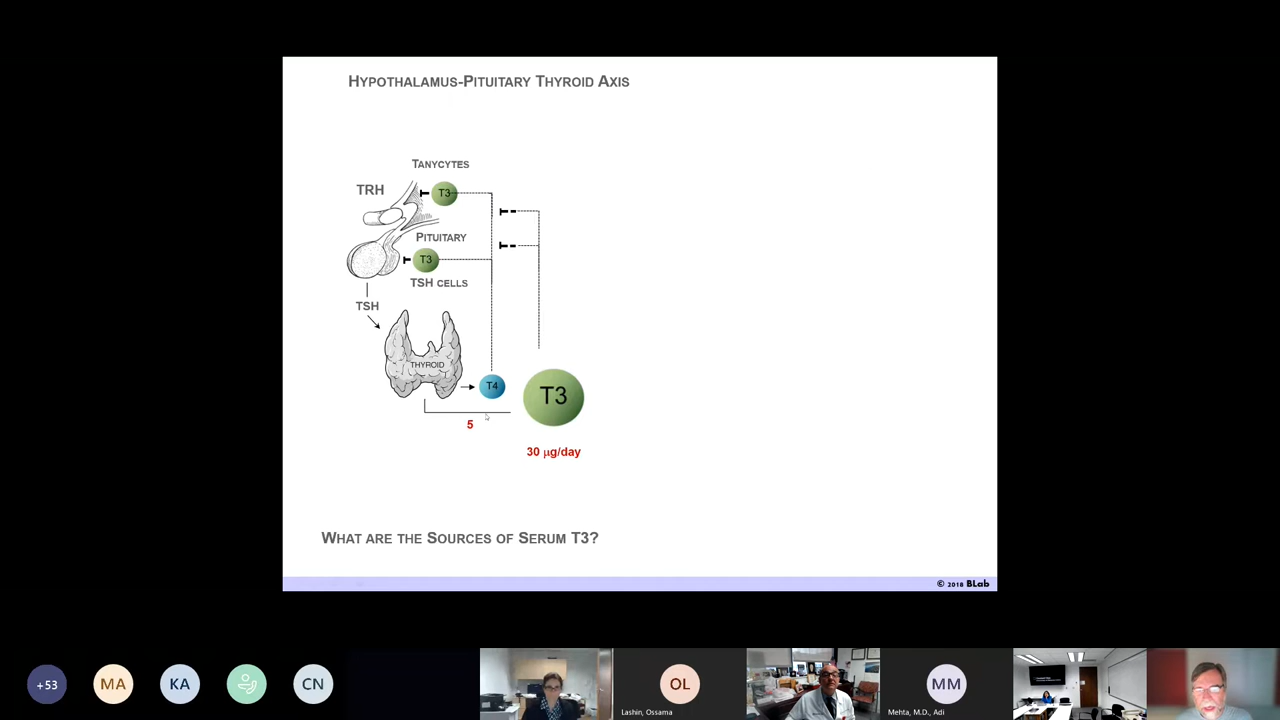 HYPOTHALAMUS-PITUITARY THYROID AXIS
TANYCYTES
TRH
T3
PITUITARY
T3
TSH CELLS
TSH
THYROID
T4
T3
5
30 µg/day
WHAT ARE THE SOURCES OF SERUM T3?
© 2018 BLab
+53
MA
KA
CN
OL
Lashin, Ossama
MM
Mehta, M.D., Adi